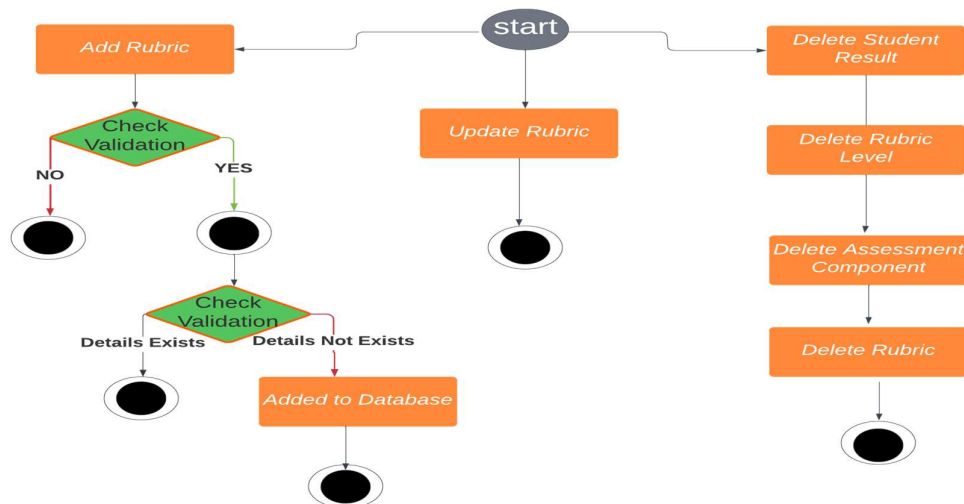 start
Add Rubric
Delete Student
Result
Update Rubric
Check
Validation
Delete Rubric
Level
NO
YES
Delete Assessment
Component
Check
Validation
Details Exists
Details Not Exists
Delete Rubric
Added to Database